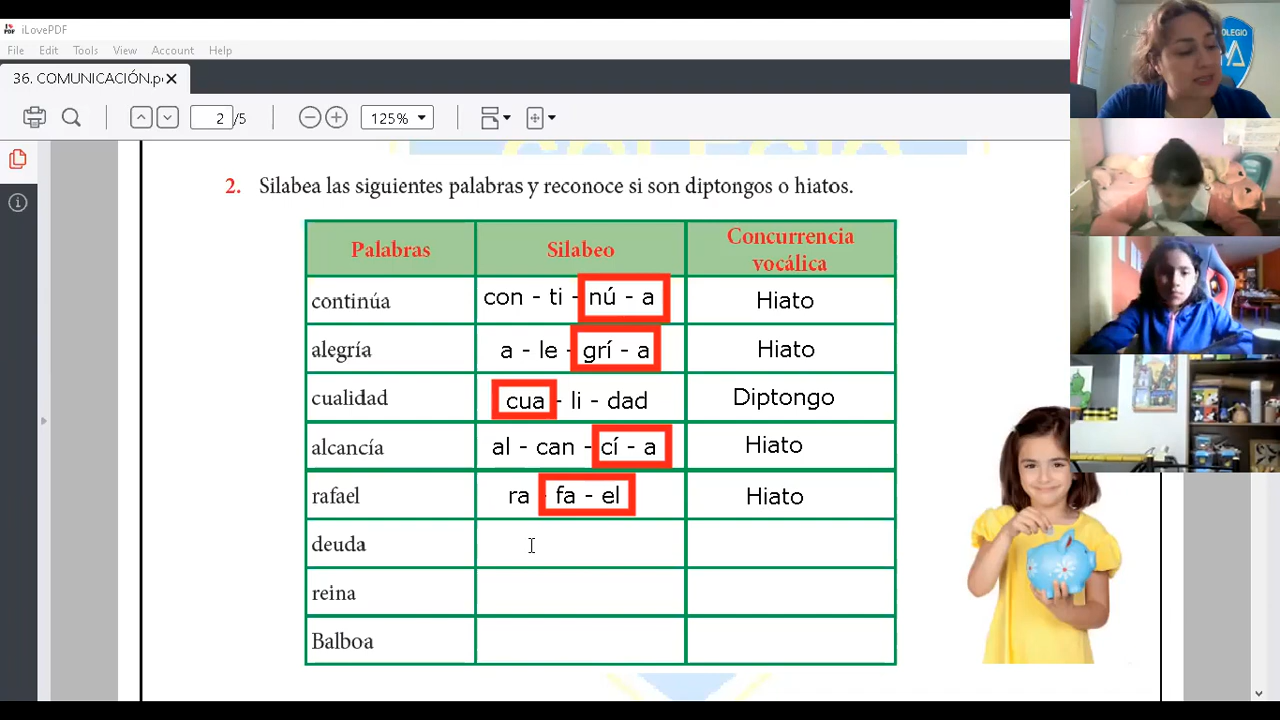 iLovePDF
File Edit Tools View Account Help
36. COMUNICACIÓN.p
2 /5 125%
2. Silabea las siguientes palabras y reconoce si son diptongos o hiatos.
Palabras Silabeo Concurrencia vocálica
continúa con - ti - nú - a Hiato
alegría a - le - grí - a Hiato
cualidad cua - li - dad Diptongo
alcancía al - can - cí - a Hiato
rafael ra - fa - el Hiato
deuda
reina
Balboa